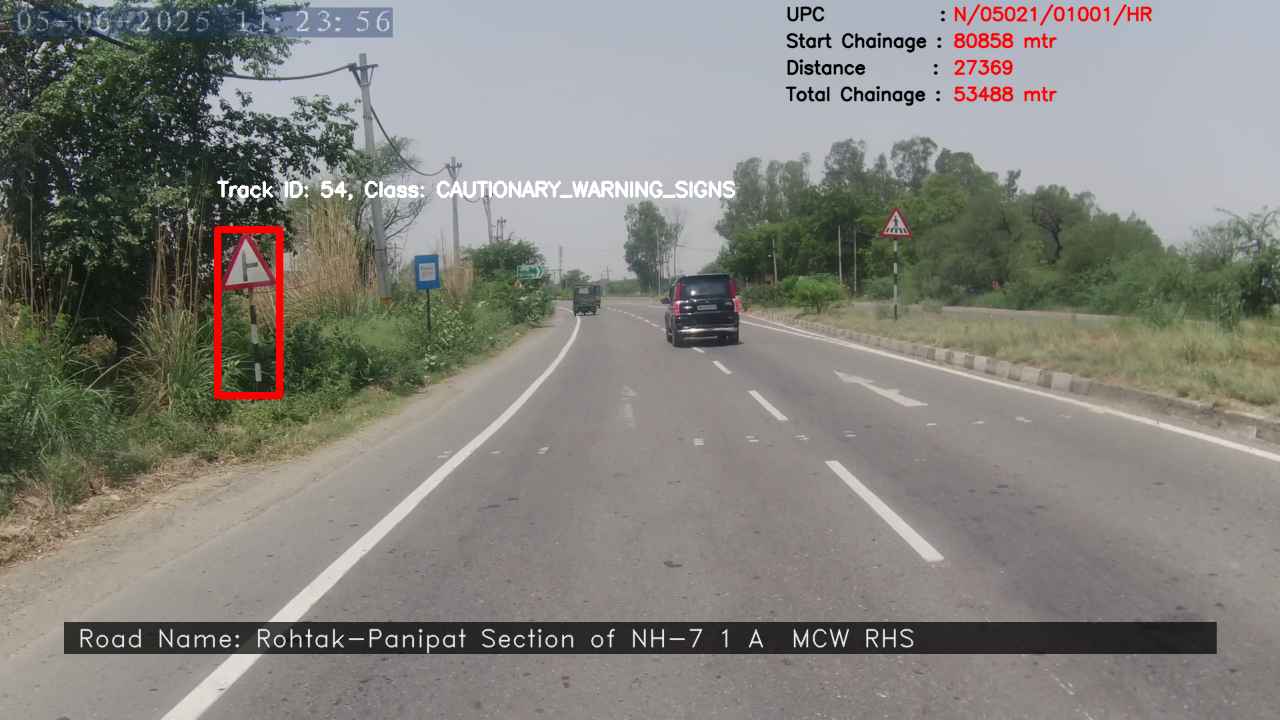 05-06-2025 11:23:56
UPC : N/05021/01001/HR
Start Chainage : 80858 mtr
Distance : 27369
Total Chainage : 53488 mtr
Track ID: 54, Class: CAUTIONARY_WARNING_SIGNS
Road Name: Rohtak-Panipat Section of NH-7 1 A MCW RHS